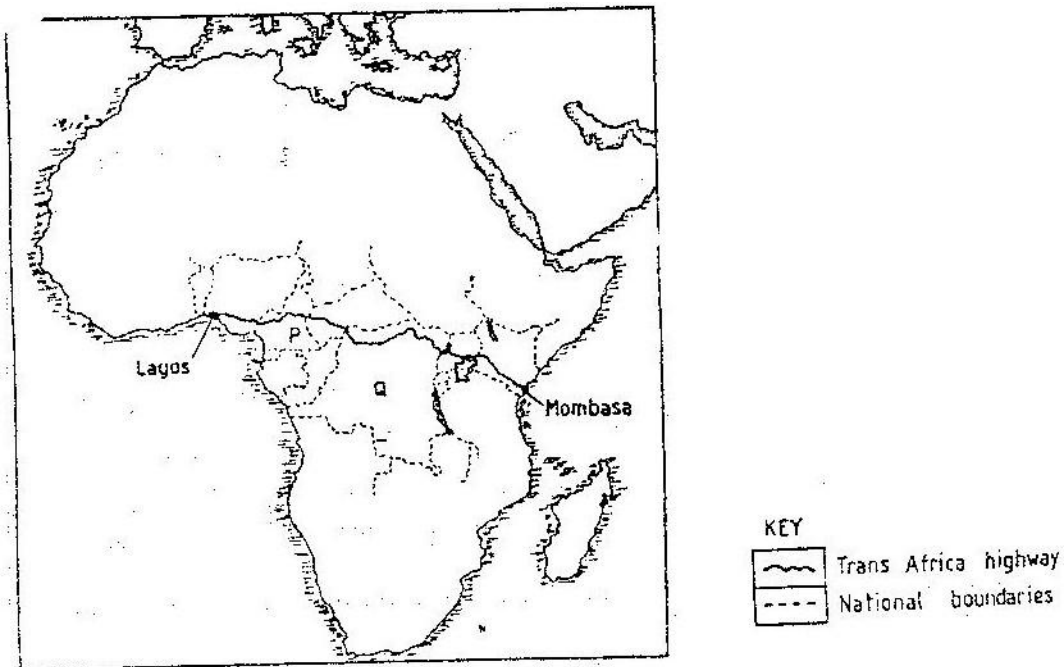 P
Lagos
Q
Mombasa
KEY
Trans Africa highway
National boundaries